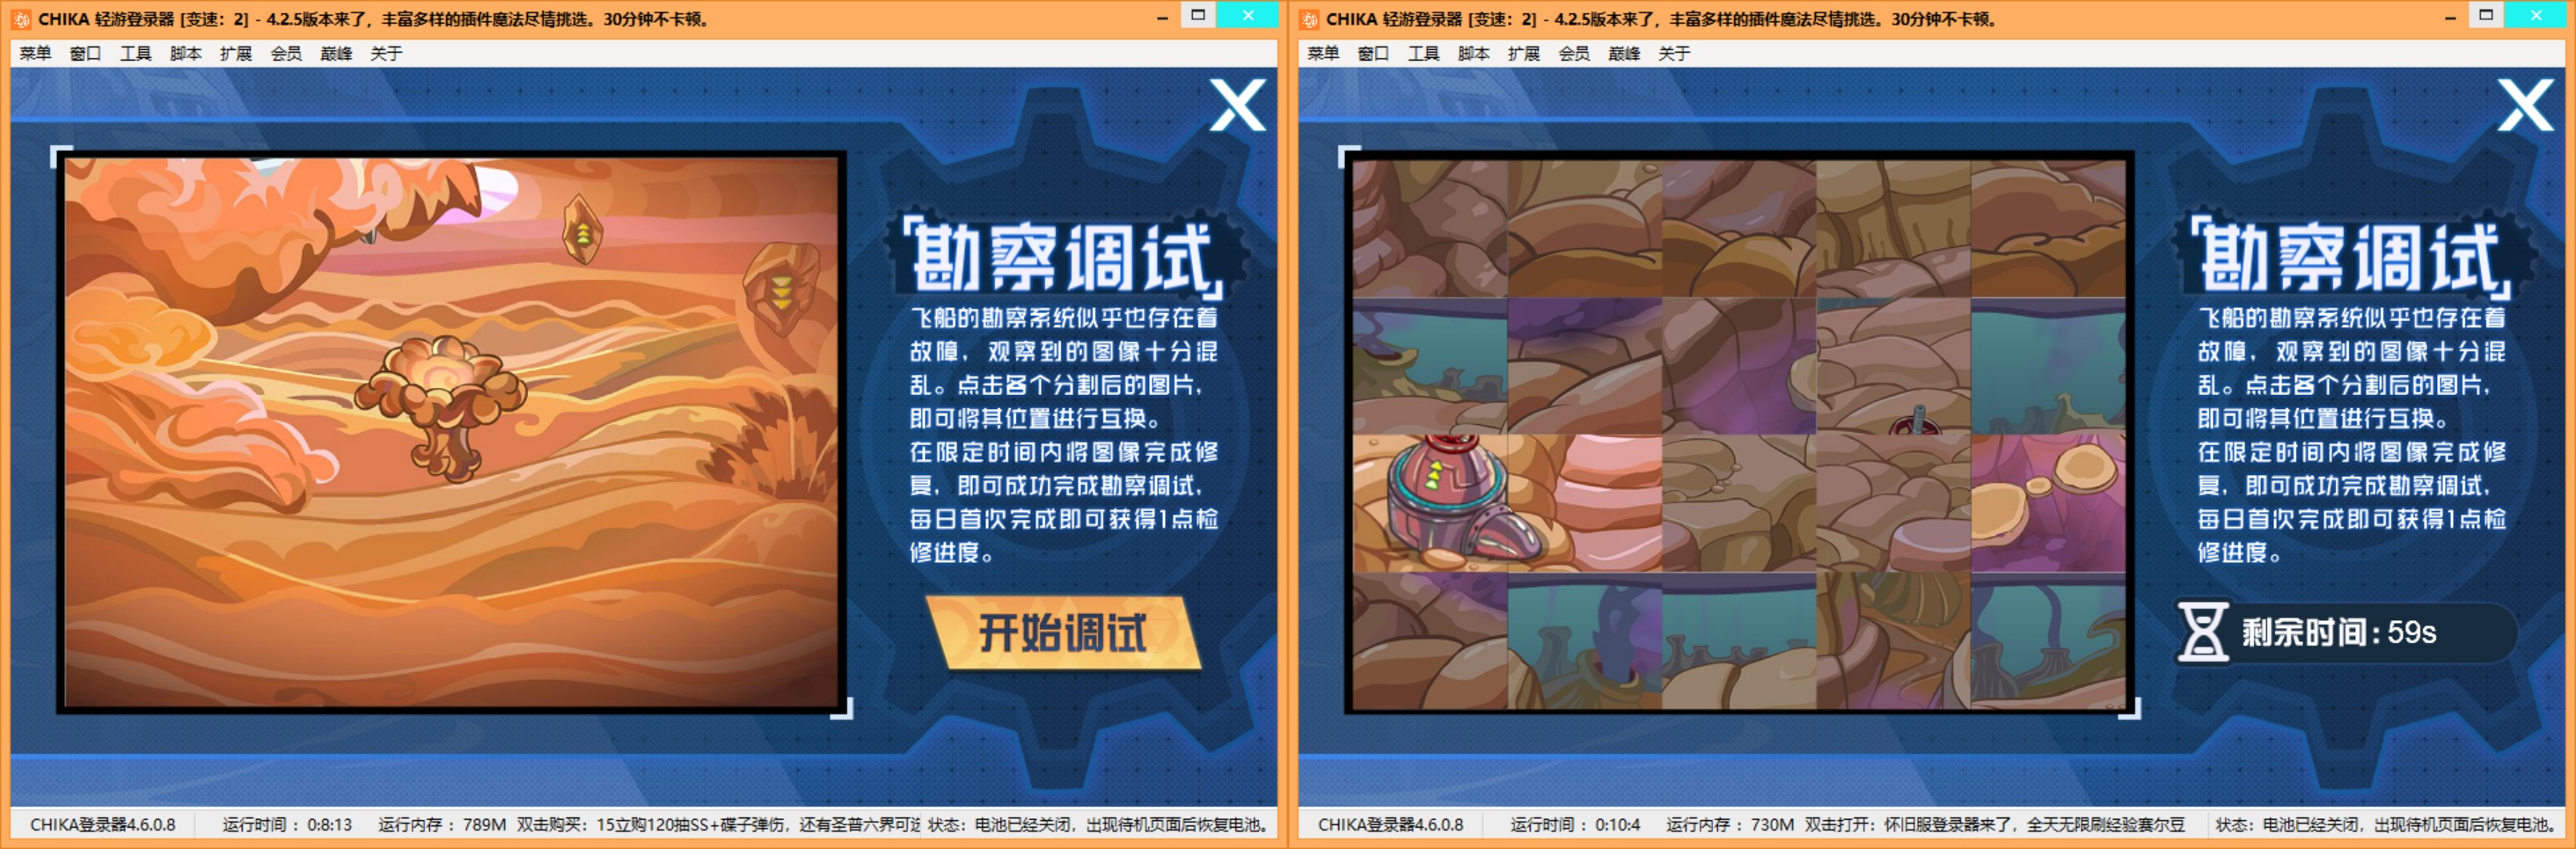 CHIKA 轻游登录器 [变速：2] - 4.2.5版本来了，丰富多样的插件魔法尽情挑选。30分钟不卡顿。
菜单 窗口 工具 脚本 扩展 会员 巅峰 关于
勘察调试
飞船的勘察系统似乎也存在着
故障，观察到的图像十分混
乱。点击各个分割后的图片，
即可将其位置进行互换。
在限定时间内将图像完成修
复，即可成功完成勘察调试，
每日首次完成即可获得1点检
修进度。
开始调试
CHIKA登录器4.6.0.8 运行时间：0:8:13 运行内存：789M 双击购买：15立购120抽SS+碟子弹伤，还有圣普六界可 状态：电池已经关闭，出现待机页面后恢复电池。
CHIKA 轻游登录器 [变速：2] - 4.2.5版本来了，丰富多样的插件魔法尽情挑选。30分钟不卡顿。
菜单 窗口 工具 脚本 扩展 会员 巅峰 关于
勘察调试
飞船的勘察系统似乎也存在着
故障，观察到的图像十分混
乱。点击各个分割后的图片，
即可将其位置进行互换。
在限定时间内将图像完成修
复，即可成功完成勘察调试，
每日首次完成即可获得1点检
修进度。
剩余时间：59s
CHIKA登录器4.6.0.8 运行时间：0:10:4 运行内存：730M 双击打开：怀旧服登录器来了，全天无限刷经验赛尔豆 状态：电池已经关闭，出现待机页面后恢复电池。